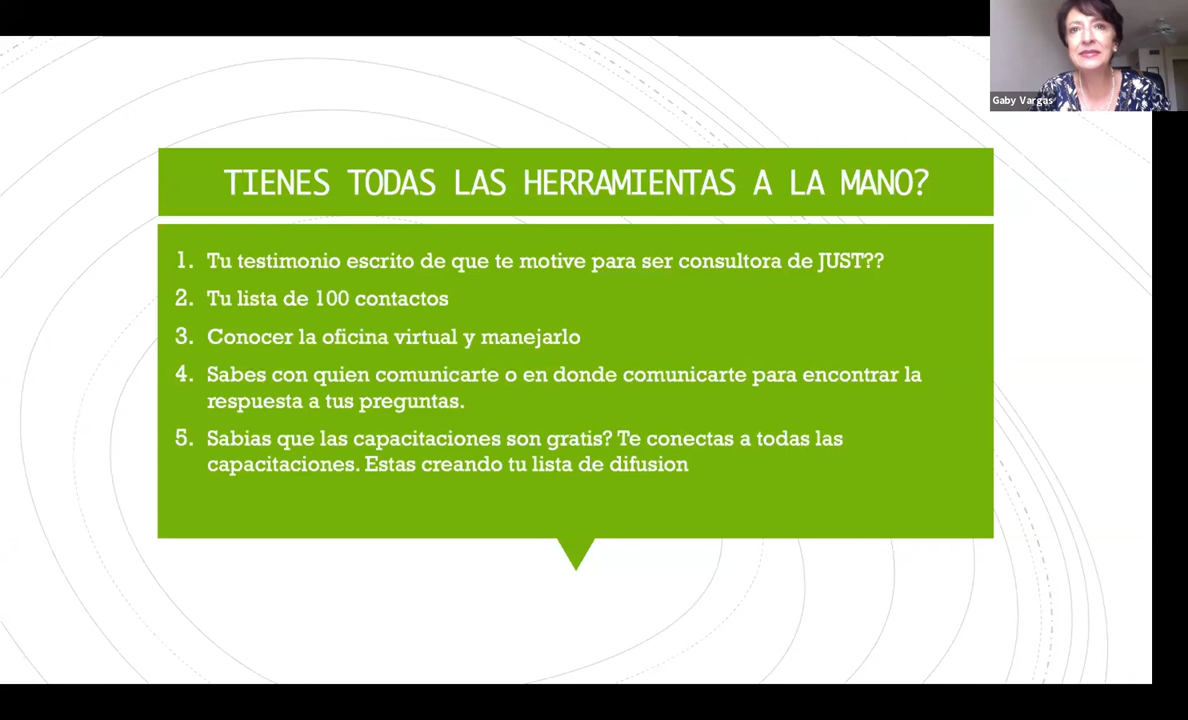 Gaby Vargas
TIENES TODAS LAS HERRAMIENTAS A LA MANO?
1. Tu testimonio escrito de que te motive para ser consultora de JUST??
2. Tu lista de 100 contactos
3. Conocer la oficina virtual y manejarlo
4. Sabes con quien comunicarte o en donde comunicarte para encontrar la
respuesta a tus preguntas.
5. Sabias que las capacitaciones son gratis? Te conectas a todas las
capacitaciones. Estas creando tu lista de difusion